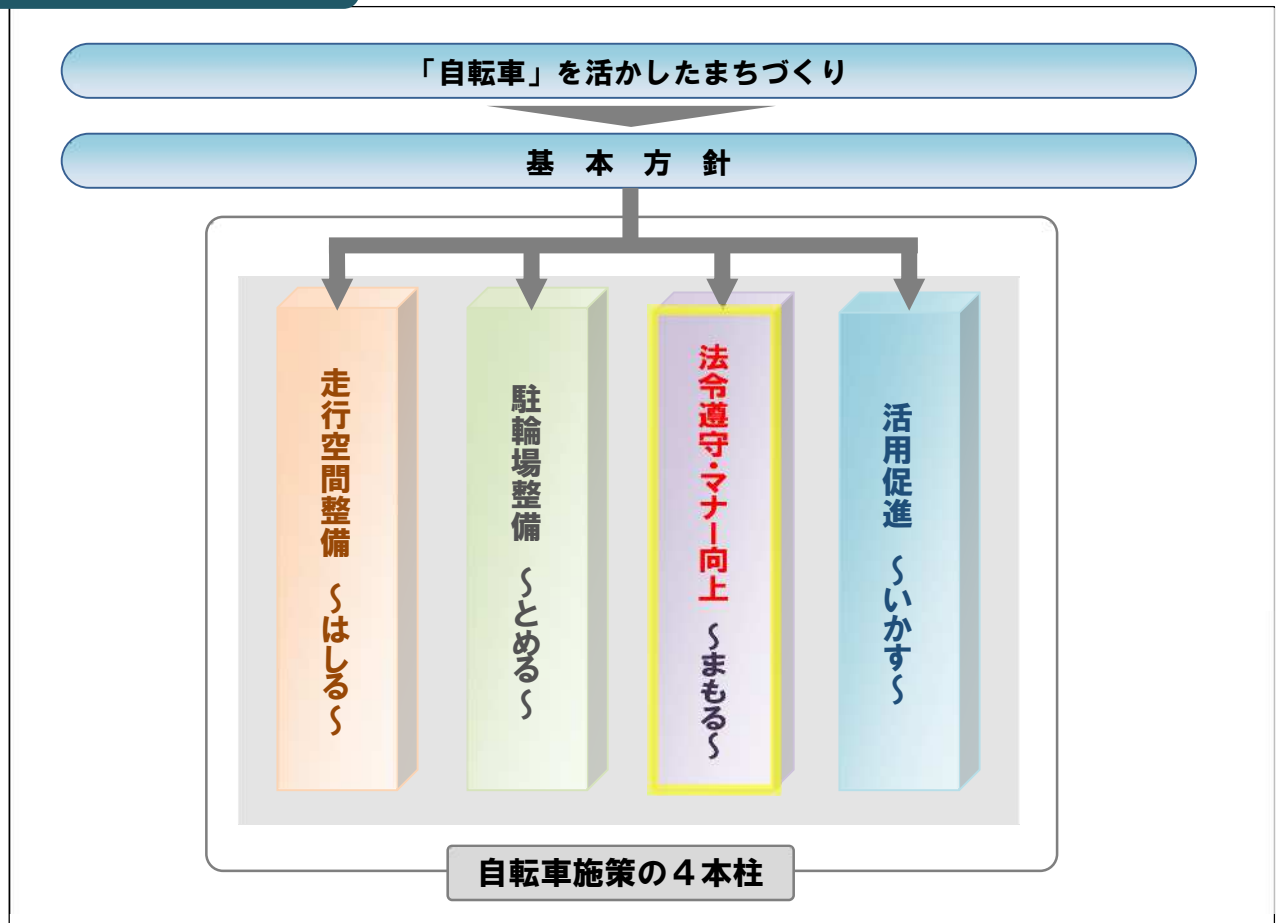 「自転車」を活かしたまちづくり
基 本 方 針
走行空間整備 ～はしる～
駐輪場整備 ～とめる～
法令遵守・マナー向上 ～まもる～
活用促進 ～いかす～
自転車施策の４本柱